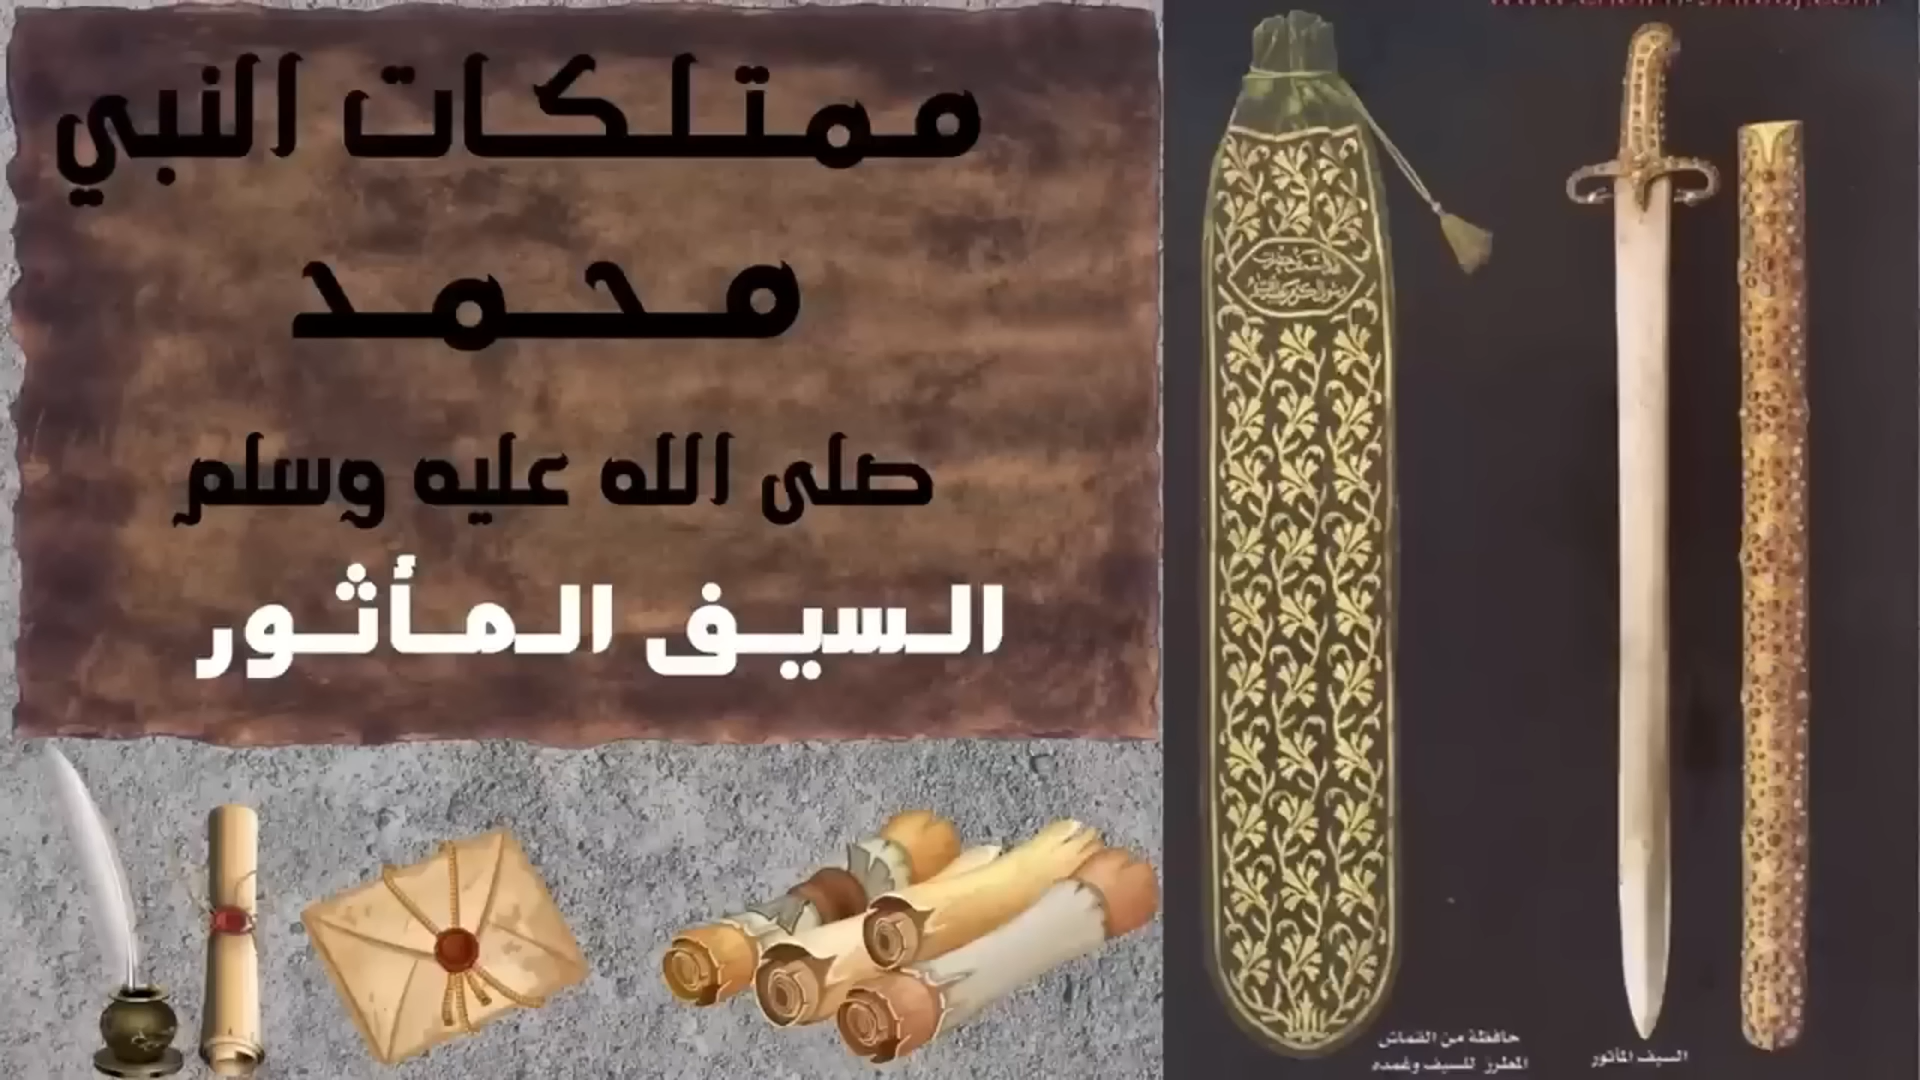 ممتلكات النبي
محمد
صلى الله عليه وسلم
السيف المأثور
حافظة من القماش
المطرز للسيف وغمده
السيف المأثور